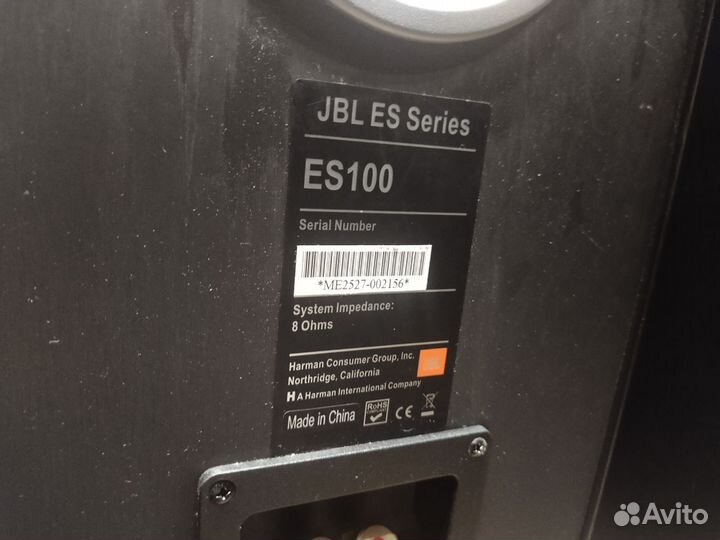 JBL ES Series
ES100
Serial Number
*ME2527-002156*
System Impedance:
8 Ohms
Harman Consumer Group, Inc.
Northridge, California
H A Harman International Company
JBL
Made in China
RoHS
CE
Avito